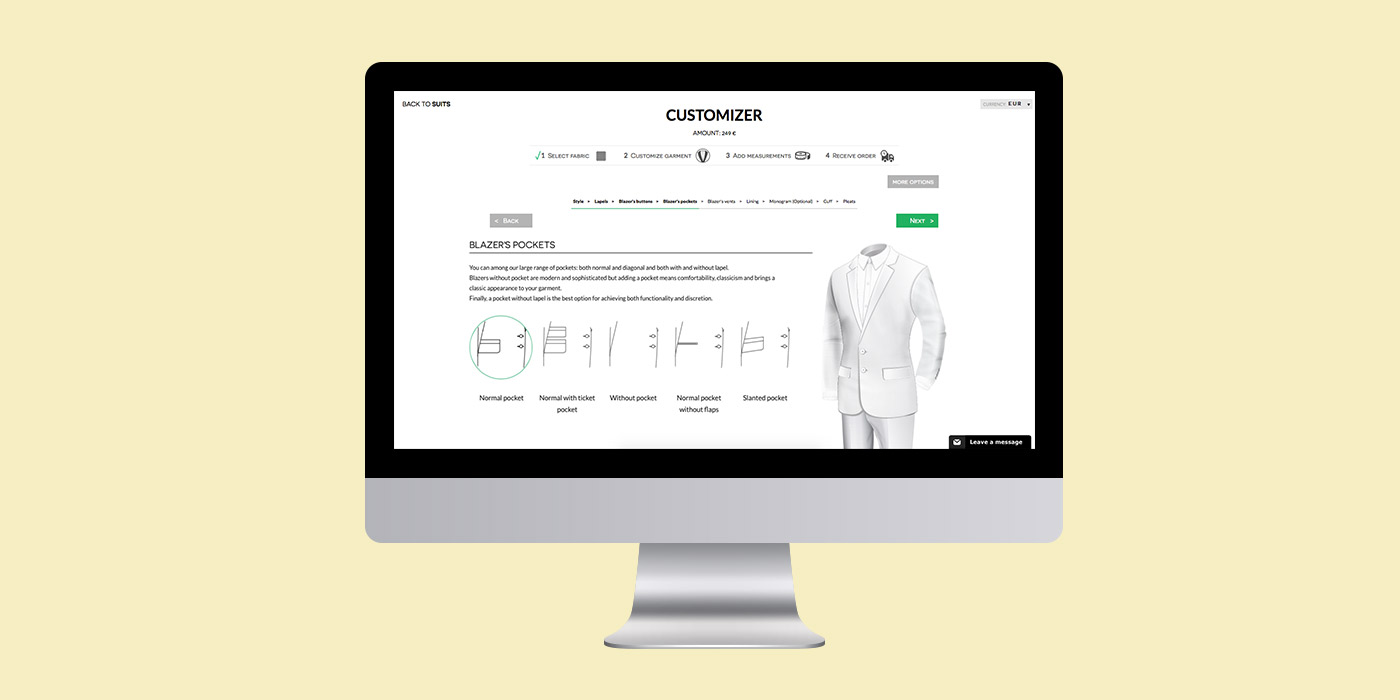 BACK TO SUITS
CURRENCY: EUR
CUSTOMIZER
AMOUNT: 249 €
1 SELECT FABRIC 2 CUSTOMIZE GARMENT 3 ADD MEASUREMENTS 4 RECEIVE ORDER
MORE OPTIONS
Style > Lapels > Blazer's buttons > Blazer's pockets > Blazer's vents > Lining > Monogram (Optional) > Cuff > Pleats
< BACK
NEXT >
BLAZER'S POCKETS
You can among our large range of pockets: both normal and diagonal and both with and without lapel.
Blazers without pocket are modern and sophisticated but adding a pocket means comfortability, classicism and brings a
classic appearance to your garment.
Finally, a pocket without lapel is the best option for achieving both functionality and discretion.
Normal pocket
Normal with ticket
pocket
Without pocket
Normal pocket
without flaps
Slanted pocket
Leave a message